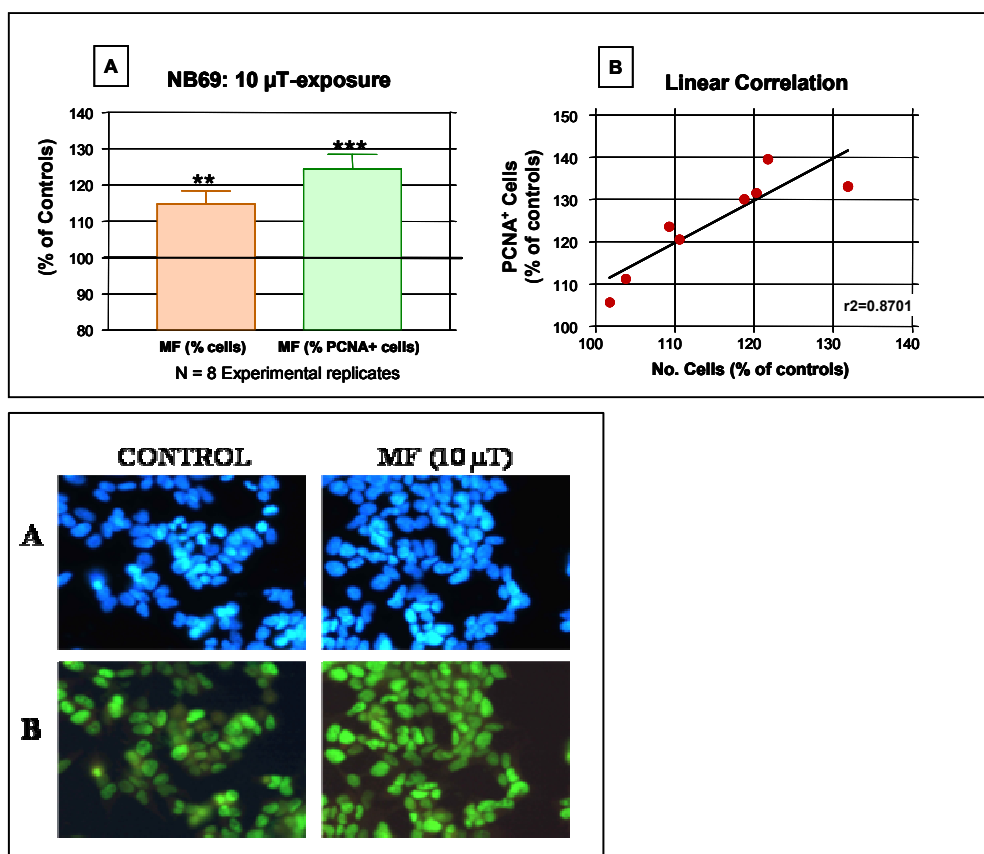 A
NB69: 10 µT-exposure
(% of Controls)
140
130
120
110
100
90
80
**
***
MF (% cells)
MF (% PCNA+ cells)
N = 8 Experimental replicates
B
Linear Correlation
PCNA⁺ Cells
(% of controls)
150
140
130
120
110
100
r2=0.8701
100
110
120
130
140
No. Cells (% of controls)
CONTROL
MF (10 µT)
A
B